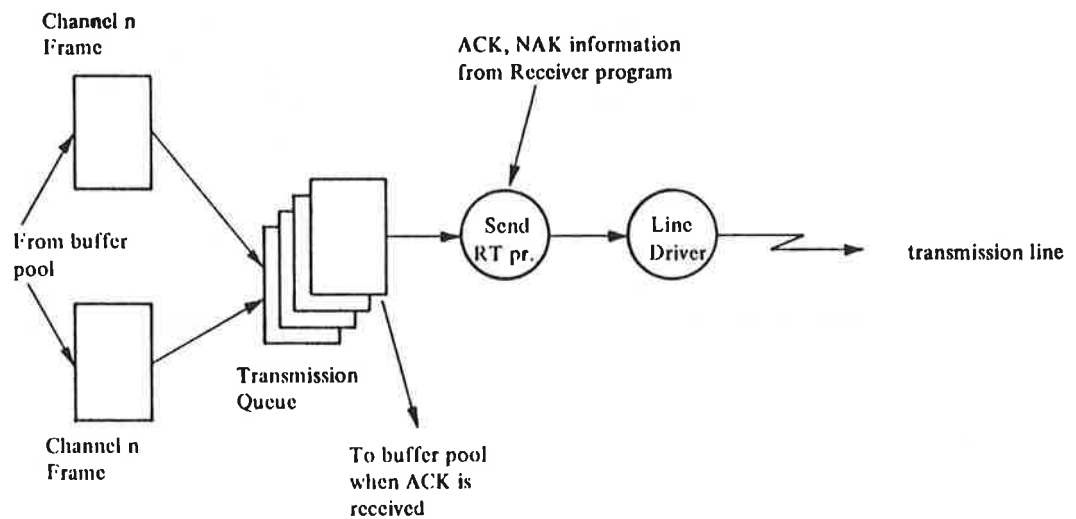 Channel n
Frame
ACK, NAK information
from Receiver program
From buffer
pool
Send
RT pr.
Line
Driver
transmission line
Transmission
Queue
Channel n
Frame
To buffer pool
when ACK is
received